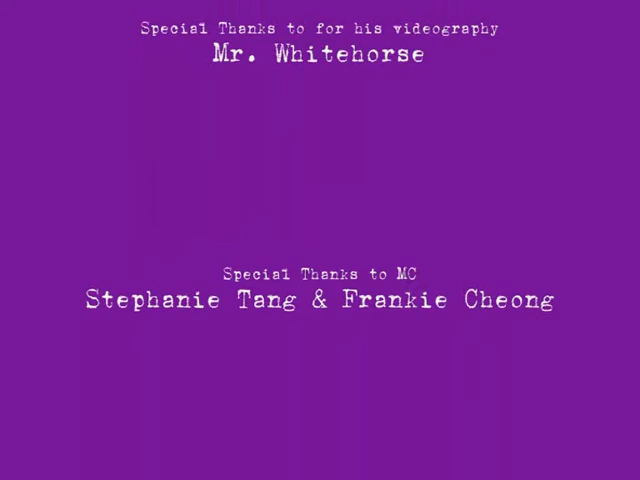 Special Thanks to for his videography
Mr. Whitehorse
Special Thanks to MC
Stephanie Tang & Frankie Cheong